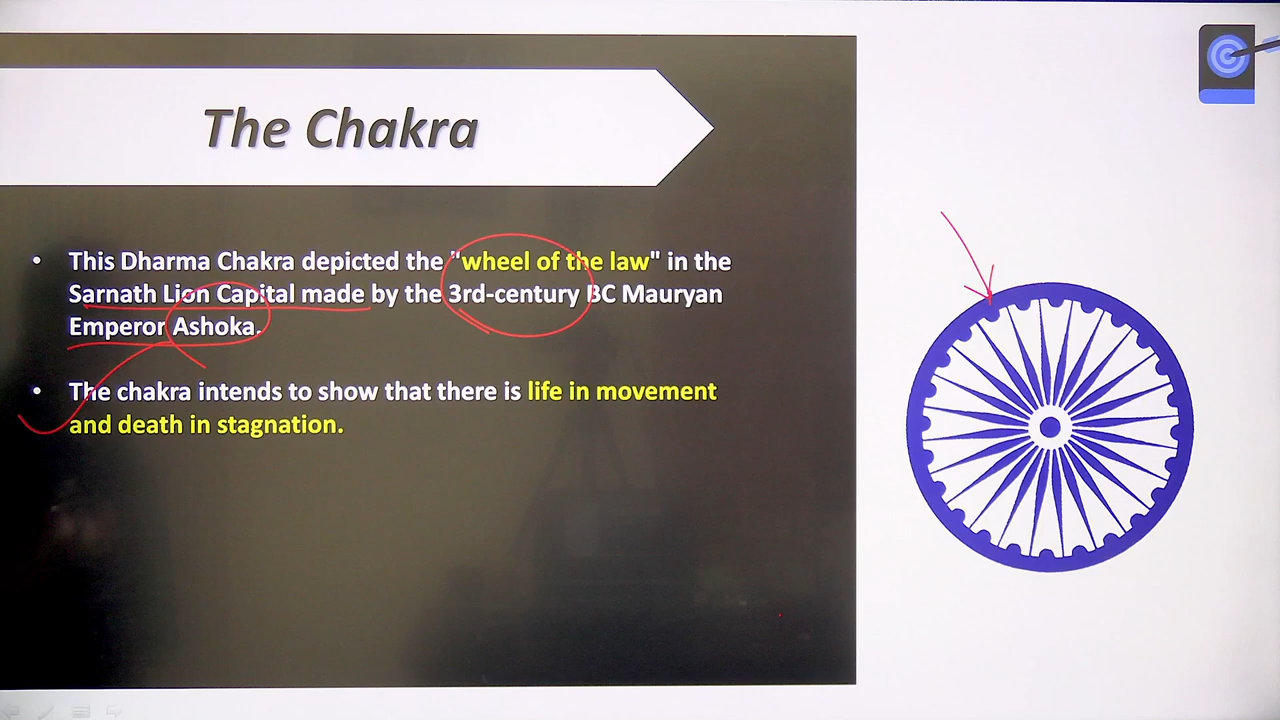 The Chakra
• This Dharma Chakra depicted the "wheel of the law" in the
Sarnath Lion Capital made by the 3rd-century BC Mauryan
Emperor Ashoka.
• The chakra intends to show that there is life in movement
and death in stagnation.